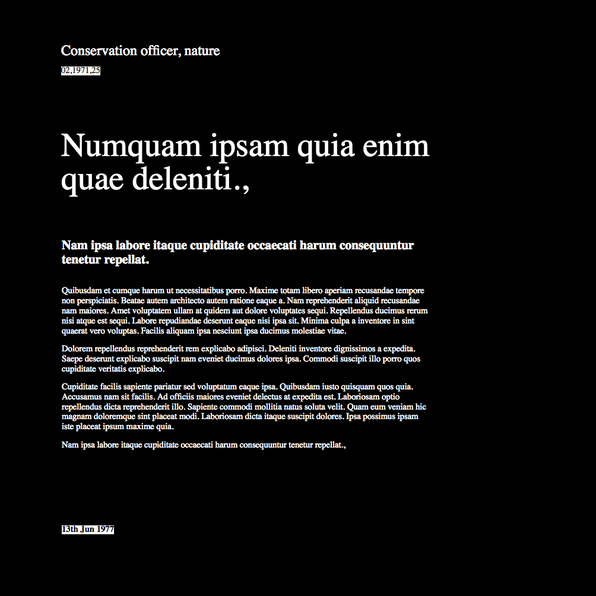 Conservation officer, nature
02,1971,25
Numquam ipsam quia enim
quae deleniti.,
Nam ipsa labore itaque cupiditate occaecati harum consequuntur
tenetur repellat.
Quibusdam et cumque harum ut necessitatibus porro. Maxime totam libero aperiam recusandae tempore
non perspiciatis. Beatae autem architecto autem ratione eaque a. Nam reprehenderit aliquid recusandae
nam maiores. Amet voluptatem ullam at quidem aut dolore voluptates sequi. Repellendus ducimus rerum
nisi atque est sequi. Labore repudiandae deserunt eaque nisi ipsa sit. Minima culpa a inventore in sint
quaerat vero voluptas. Facilis aliquam ipsa nesciunt ipsa ducimus molestiae vitae.
Dolorem repellendus reprehenderit rem explicabo adipisci. Deleniti inventore dignissimos a expedita.
Saepe deserunt explicabo suscipit nam eveniet ducimus dolores ipsa. Commodi suscipit illo porro quos
cupiditate veritatis explicabo.
Cupiditate facilis sapiente pariatur sed voluptatum eaque ipsa. Quibusdam iusto quisquam quos quia.
Accusamus nam sit facilis. Ad officiis maiores eveniet delectus at expedita est. Laboriosam optio
repellendus dicta reprehenderit illo. Sapiente commodi mollitia natus soluta velit. Quam eum veniam hic
magnam doloremque sint placeat modi. Laboriosam dicta itaque suscipit dolores. Ipsa possimus ipsam
iste placeat ipsum maxime quia.
Nam ipsa labore itaque cupiditate occaecati harum consequuntur tenetur repellat.,
13th Jun 1977